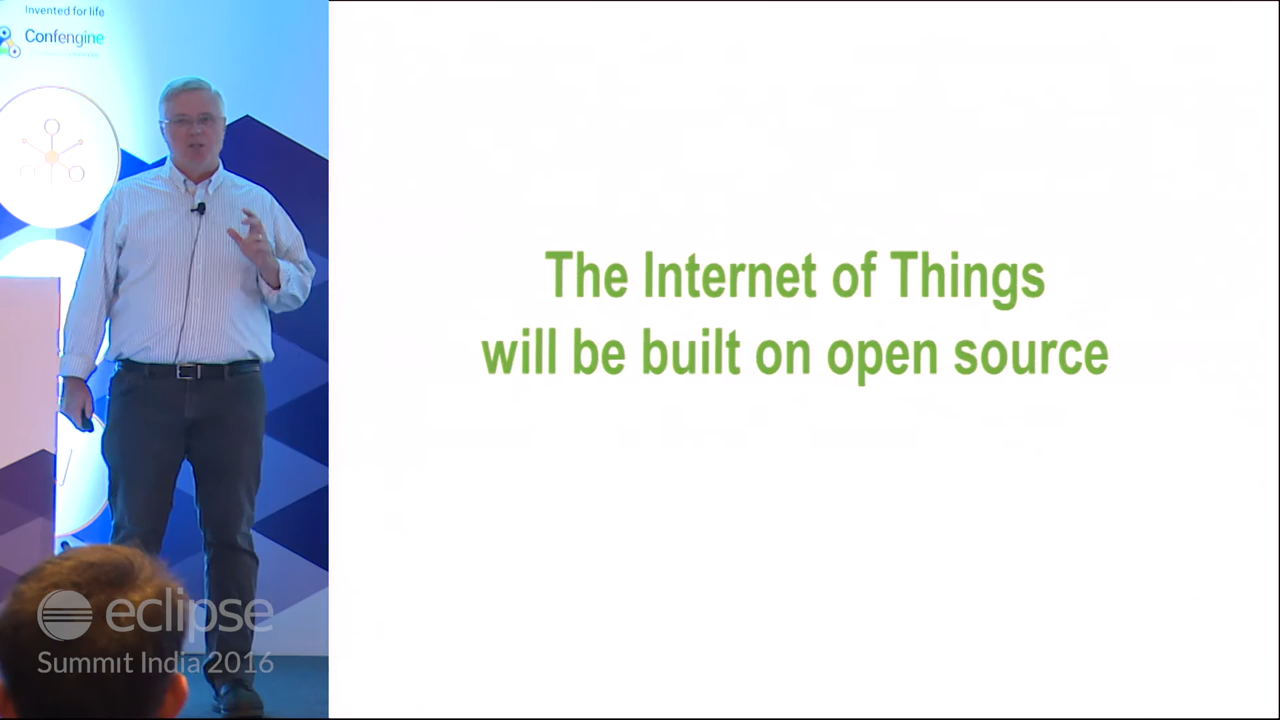 Invented for life
Confengine
The Internet of Things
will be built on open source
eclipse
Summit India 2016